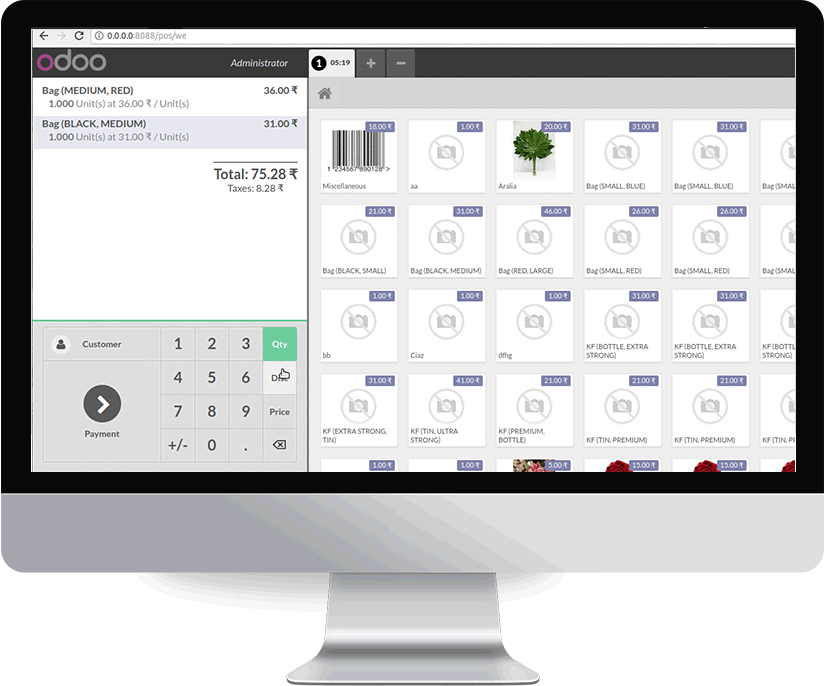 0.0.0.0:8088/pos/we
odoo
Administrator
1 05:19
+
−
Bag (MEDIUM, RED) 36.00 ₹
1.000 Unit(s) at 36.00 ₹ / Unit(s)
Bag (BLACK, MEDIUM) 31.00 ₹
1.000 Unit(s) at 31.00 ₹ / Unit(s)
Total: 75.28 ₹
Taxes: 8.28 ₹
Customer
Payment
1 2 3 Qty
4 5 6
7 8 9 Price
+/- 0 .
18.00 ₹ 1.00 ₹ 20.00 ₹ 31.00 ₹ 31.00 ₹
1 234567 890128 >
Miscellaneous aa Aralia Bag (SMALL, BLUE) Bag (SMALL, BLUE) Bag (SMA
21.00 ₹ 31.00 ₹ 46.00 ₹ 26.00 ₹ 26.00 ₹
Bag (BLACK, SMALL) Bag (BLACK, MEDIUM) Bag (RED, LARGE) Bag (SMALL, RED) Bag (SMALL, RED) Bag (SMA
1.00 ₹ 1.00 ₹ 1.00 ₹ 31.00 ₹ 31.00 ₹
bb Ciaz dfhg KF (BOTTLE, EXTRA KF (BOTTLE, EXTRA KF (BOTT
STRONG) STRONG) STRONG)
31.00 ₹ 41.00 ₹ 21.00 ₹ 21.00 ₹ 21.00 ₹
KF (EXTRA STRONG, KF (TIN, ULTRA KF (PREMIUM,
TIN) STRONG) BOTTLE) KF (TIN, PREMIUM) KF (TIN, PREMIUM) KF (TIN, P
1.00 ₹ 1.00 ₹ 5.00 ₹ 15.00 ₹ 15.00 ₹